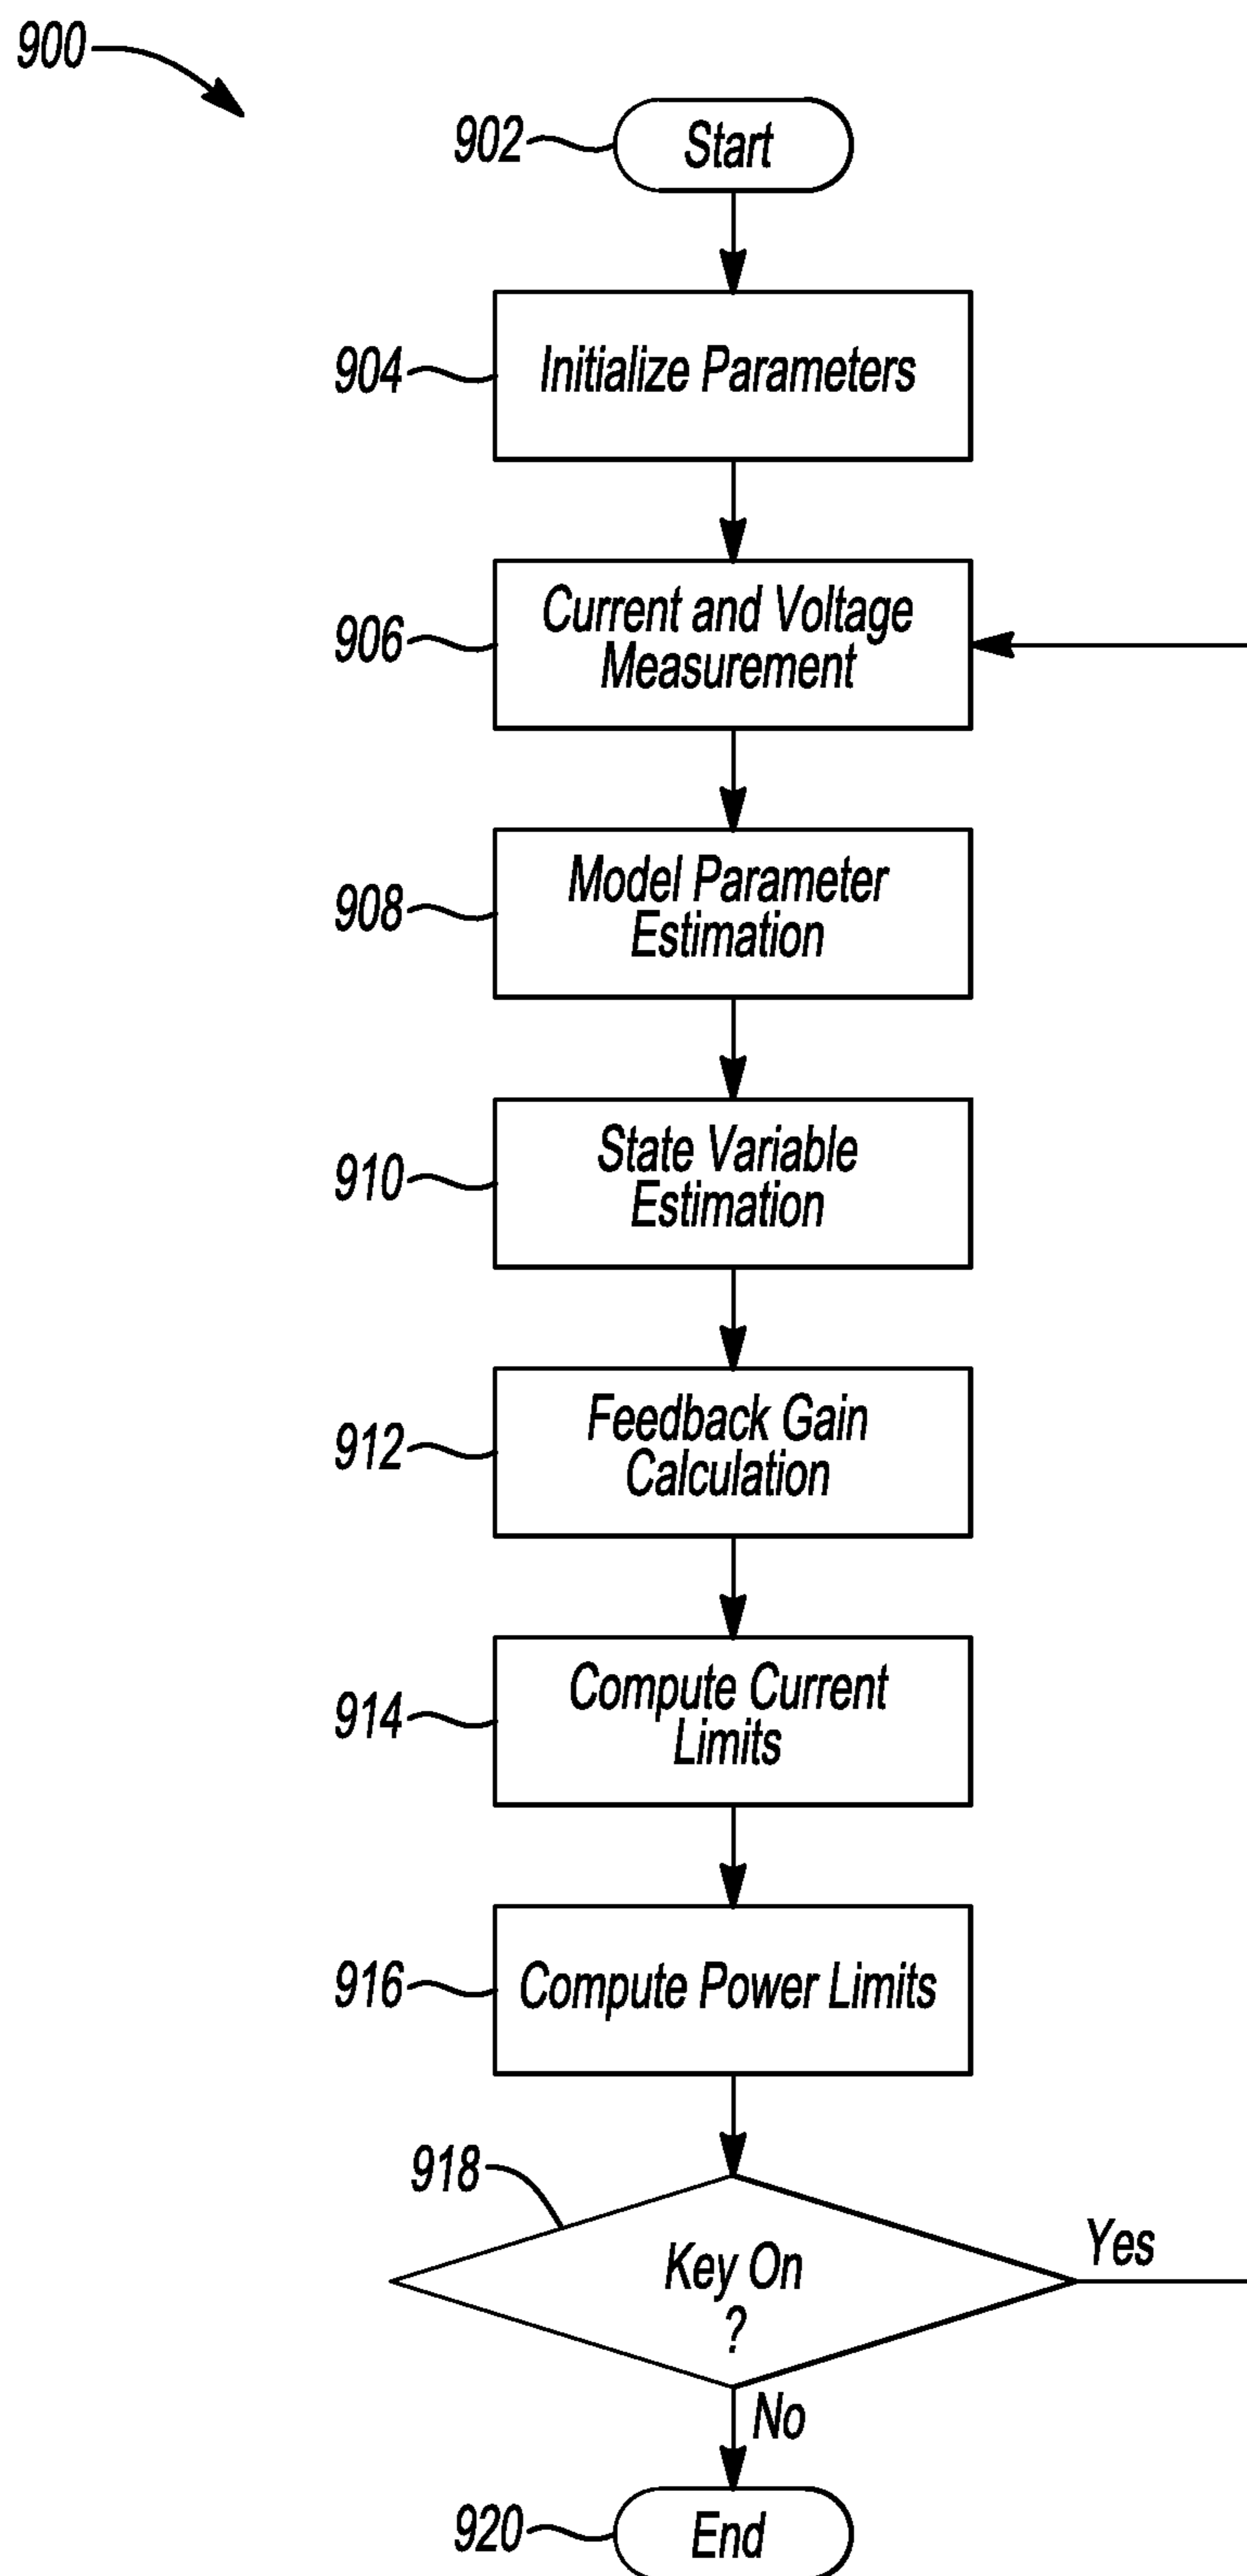 900
902
Start
904
Initialize Parameters
906
Current and Voltage
Measurement
908
Model Parameter
Estimation
910
State Variable
Estimation
912
Feedback Gain
Calculation
914
Compute Current
Limits
916
Compute Power Limits
918
Key On
?
Yes
No
920
End